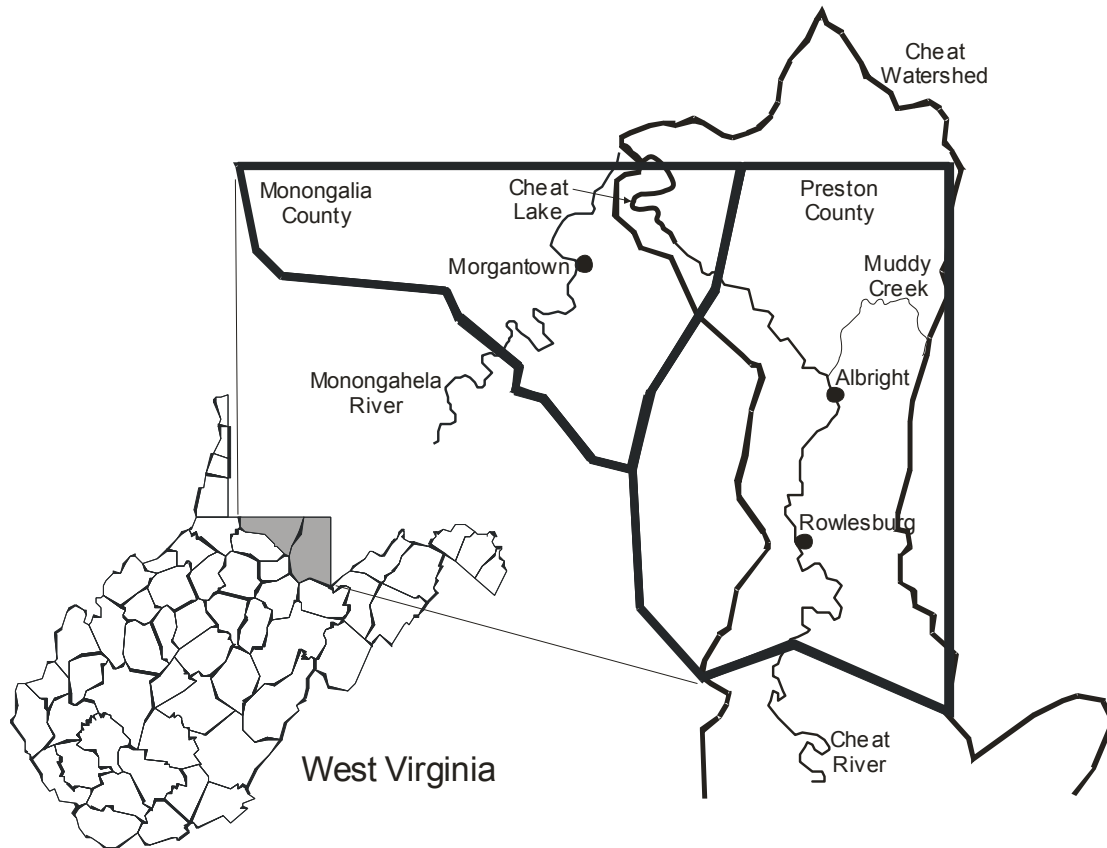 Cheat
Watershed
Monongalia
County
Cheat
Lake
Preston
County
Morgantown
Muddy
Creek
Monongahela
River
Albright
Rowlesburg
Cheat
River
West Virginia